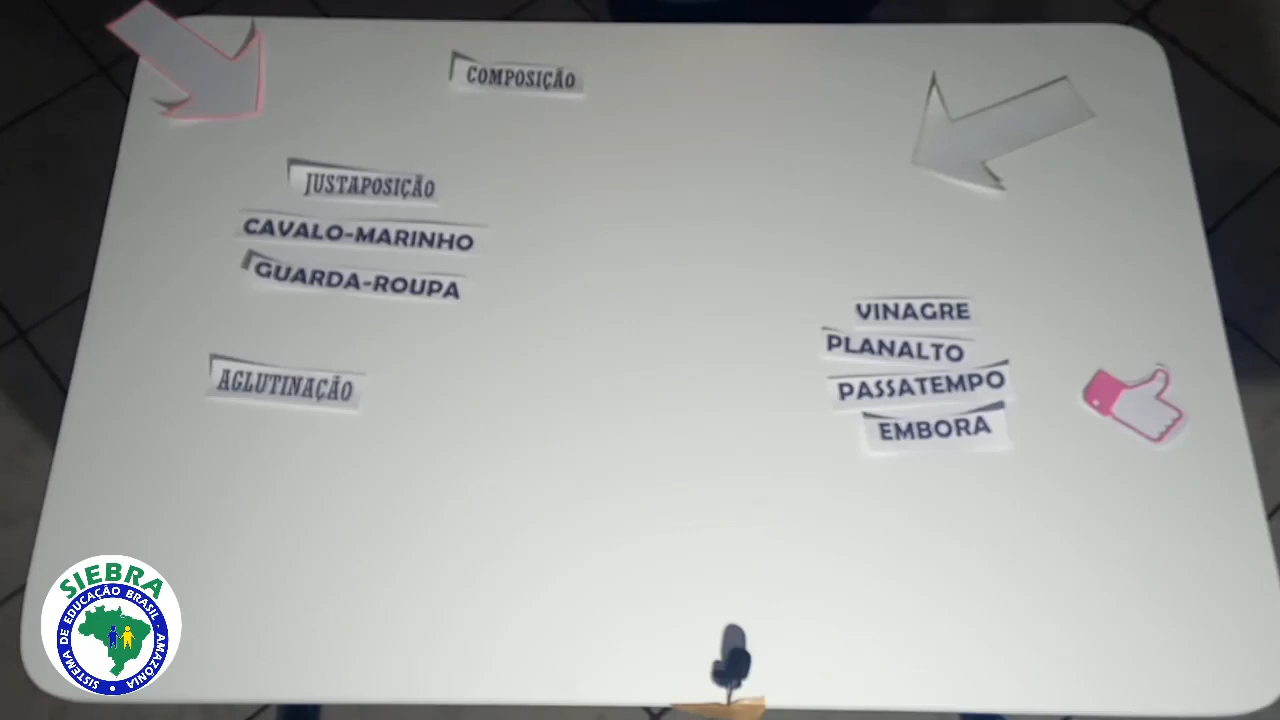 COMPOSIÇÃO
JUSTAPOSIÇÃO
CAVALO-MARINHO
GUARDA-ROUPA
AGLUTINAÇÃO
VINAGRE
PLANALTO
PASSATEMPO
EMBORA
SIEBRA
SISTEMA DE EDUCAÇÃO BRASIL - AMAZÔNIA